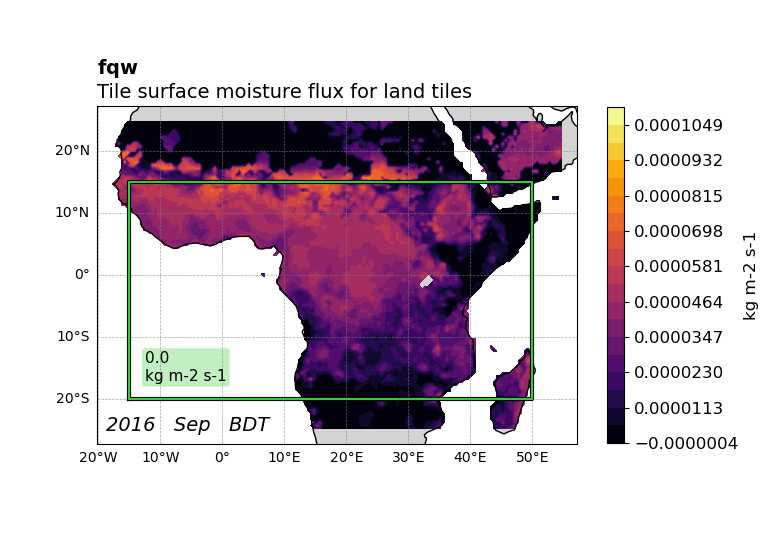 fqw
Tile surface moisture flux for land tiles
20°N
10°N
0°
10°S
20°S
0.0
kg m-2 s-1
2016 Sep BDT
20°W 10°W 0° 10°E 20°E 30°E 40°E 50°E
0.0001049
0.0000932
0.0000815
0.0000698
0.0000581
0.0000464
0.0000347
0.0000230
0.0000113
−0.0000004
kg m-2 s-1